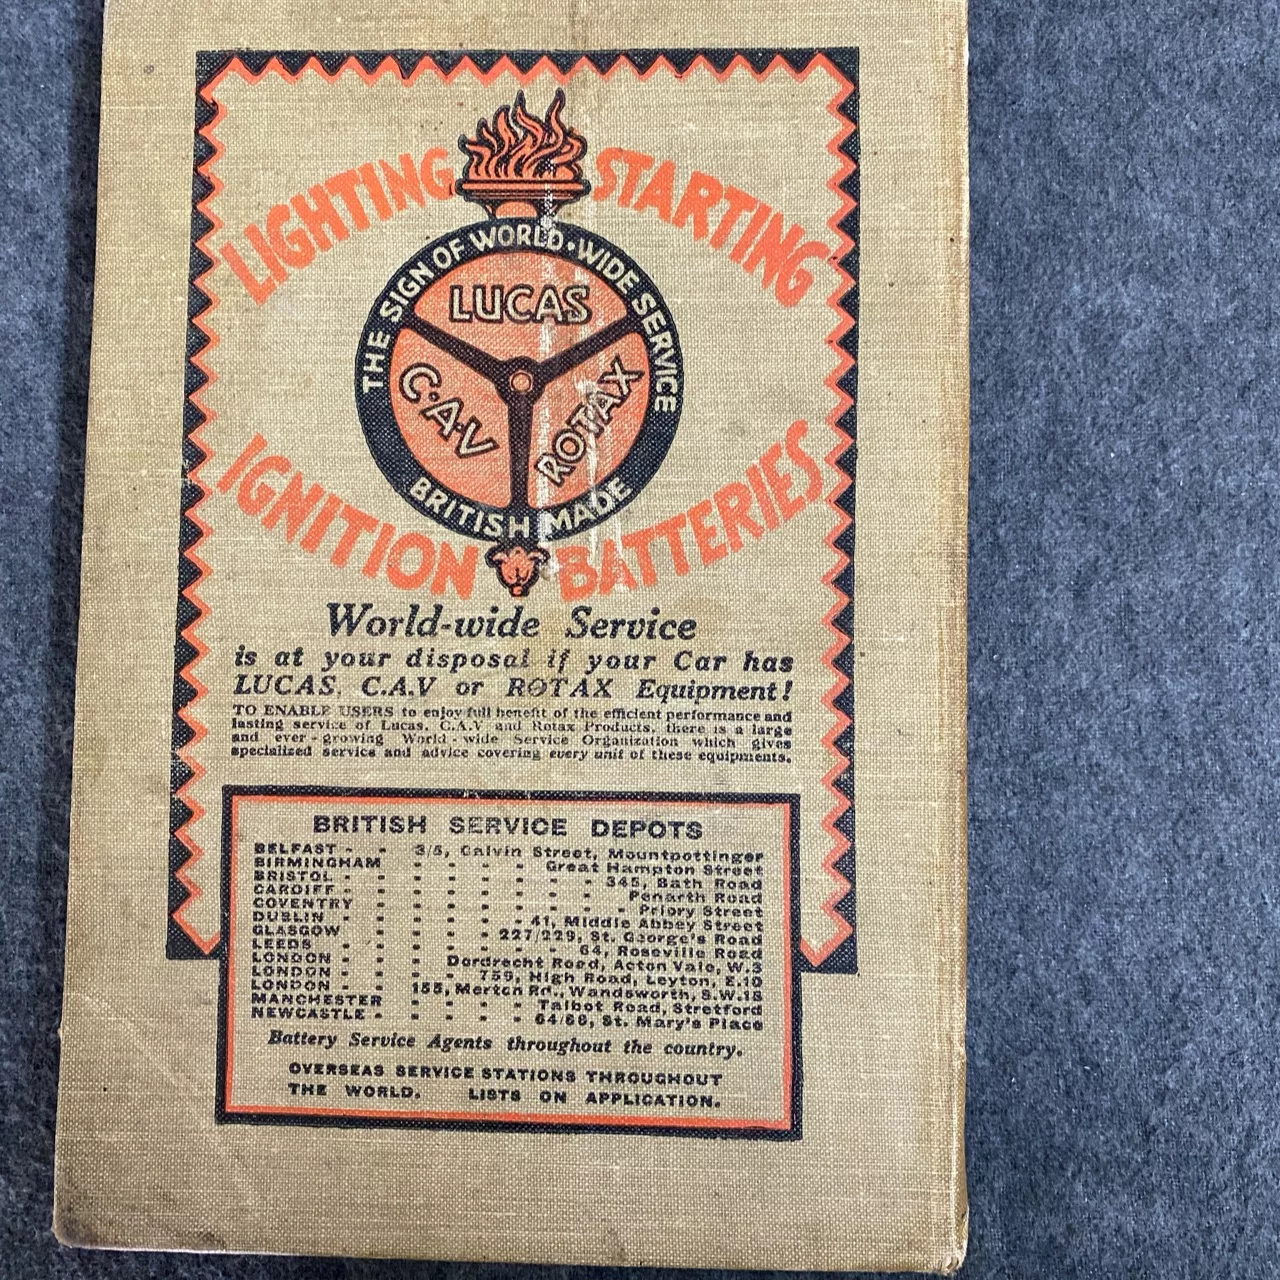 LIGHTING STARTING
THE SIGN OF WORLD·WIDE SERVICE
LUCAS
C·A·V
ROTAX
BRITISH MADE
IGNITION BATTERIES
World-wide Service
is at your disposal if your Car has
LUCAS, C.A.V or ROTAX Equipment!
TO ENABLE USERS to enjoy full benefit of the efficient performance and
lasting service of Lucas, C.A.V and Rotax Products, there is a large
and ever-growing World-wide Service Organization which gives
specialized service and advice covering every unit of these equipments.
BRITISH SERVICE DEPOTS
BELFAST - - 3/5, Calvin Street, Mountpottinger
BIRMINGHAM - - - - Great Hampton Street
BRISTOL - - - - - - - 345, Bath Road
CARDIFF - - - - - - - Penarth Road
COVENTRY - - - - - - Priory Street
DUBLIN - - - - - 41, Middle Abbey Street
GLASGOW - - - - 227/229, St. George's Road
LEEDS - - - - - - - 64, Roseville Road
LONDON - - - Dordrecht Road, Acton Vale, W.3
LONDON - - - - 759, High Road, Leyton, E.10
LONDON - - 155, Merton Rd., Wandsworth, S.W.18
MANCHESTER - - - - Talbot Road, Stretford
NEWCASTLE - - - - - 64/66, St. Mary's Place
Battery Service Agents throughout the country.
OVERSEAS SERVICE STATIONS THROUGHOUT
THE WORLD. LISTS ON APPLICATION.